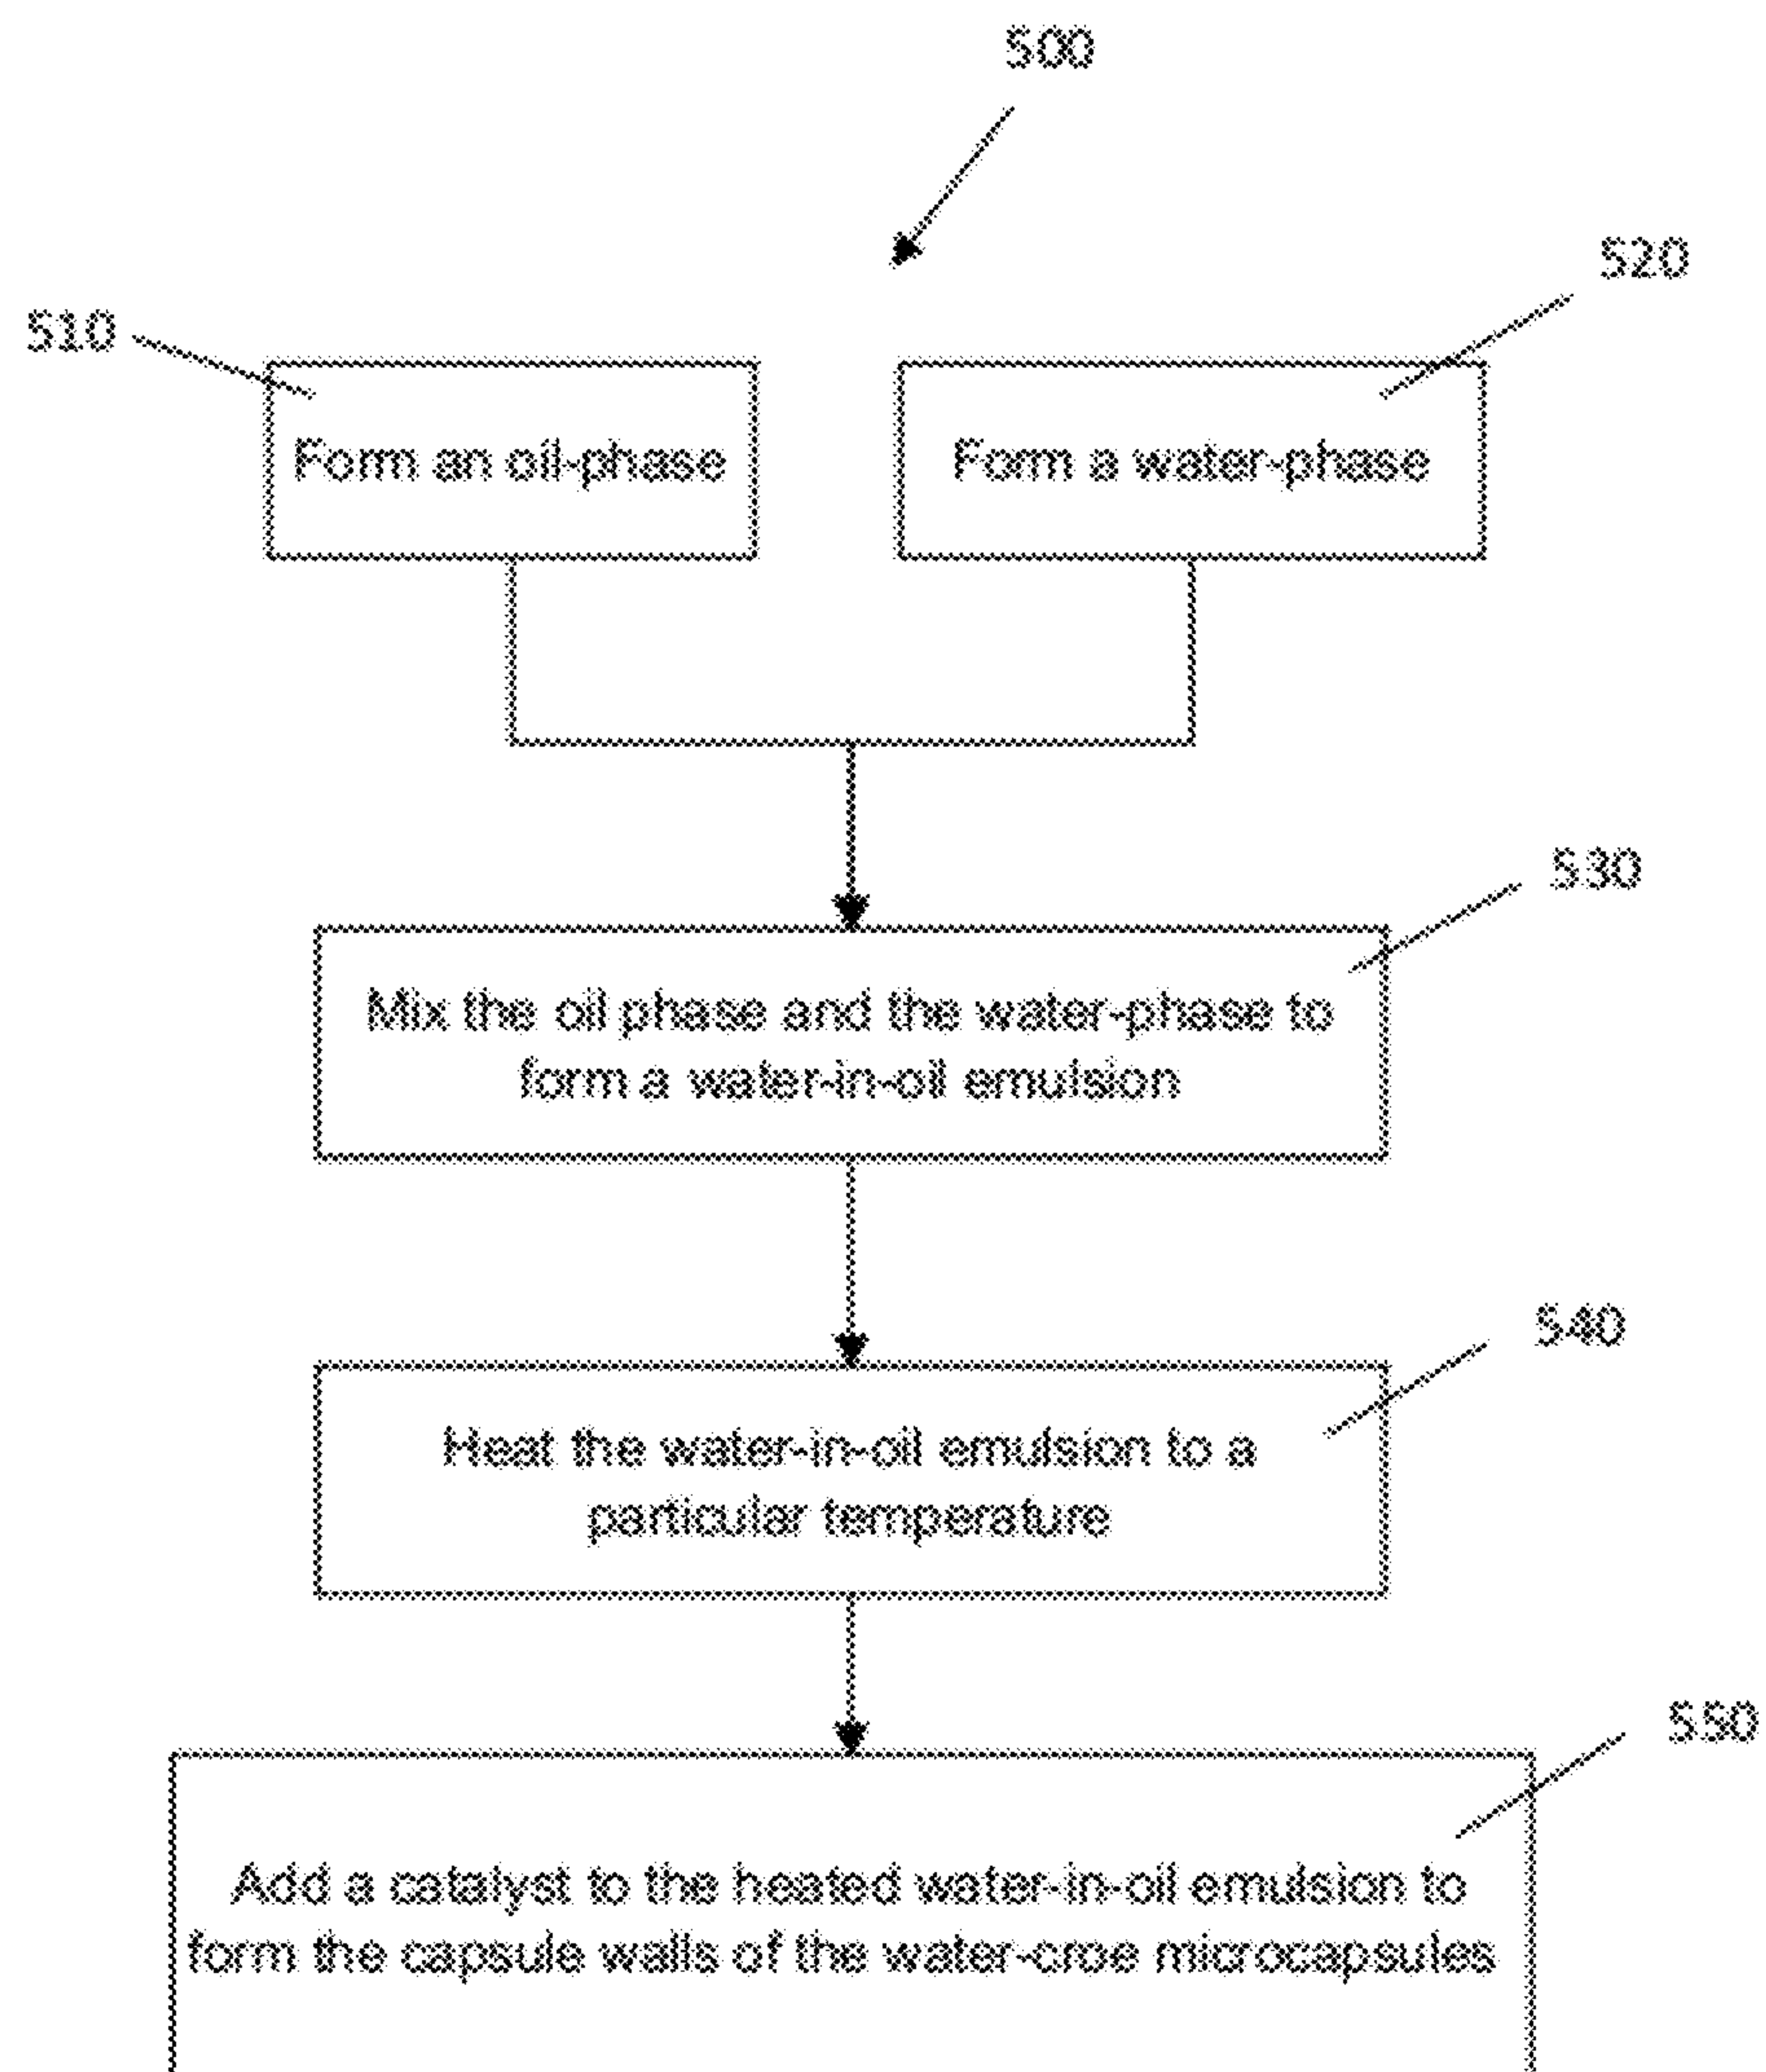 500
520
510
Form an oil-phase
Form a water-phase
530
Mix the oil phase and the water-phase to
form a water-in-oil emulsion
540
Heat the water-in-oil emulsion to a
particular temperature
550
Add a catalyst to the heated water-in-oil emulsion to
form the capsule walls of the water-croe microcapsules